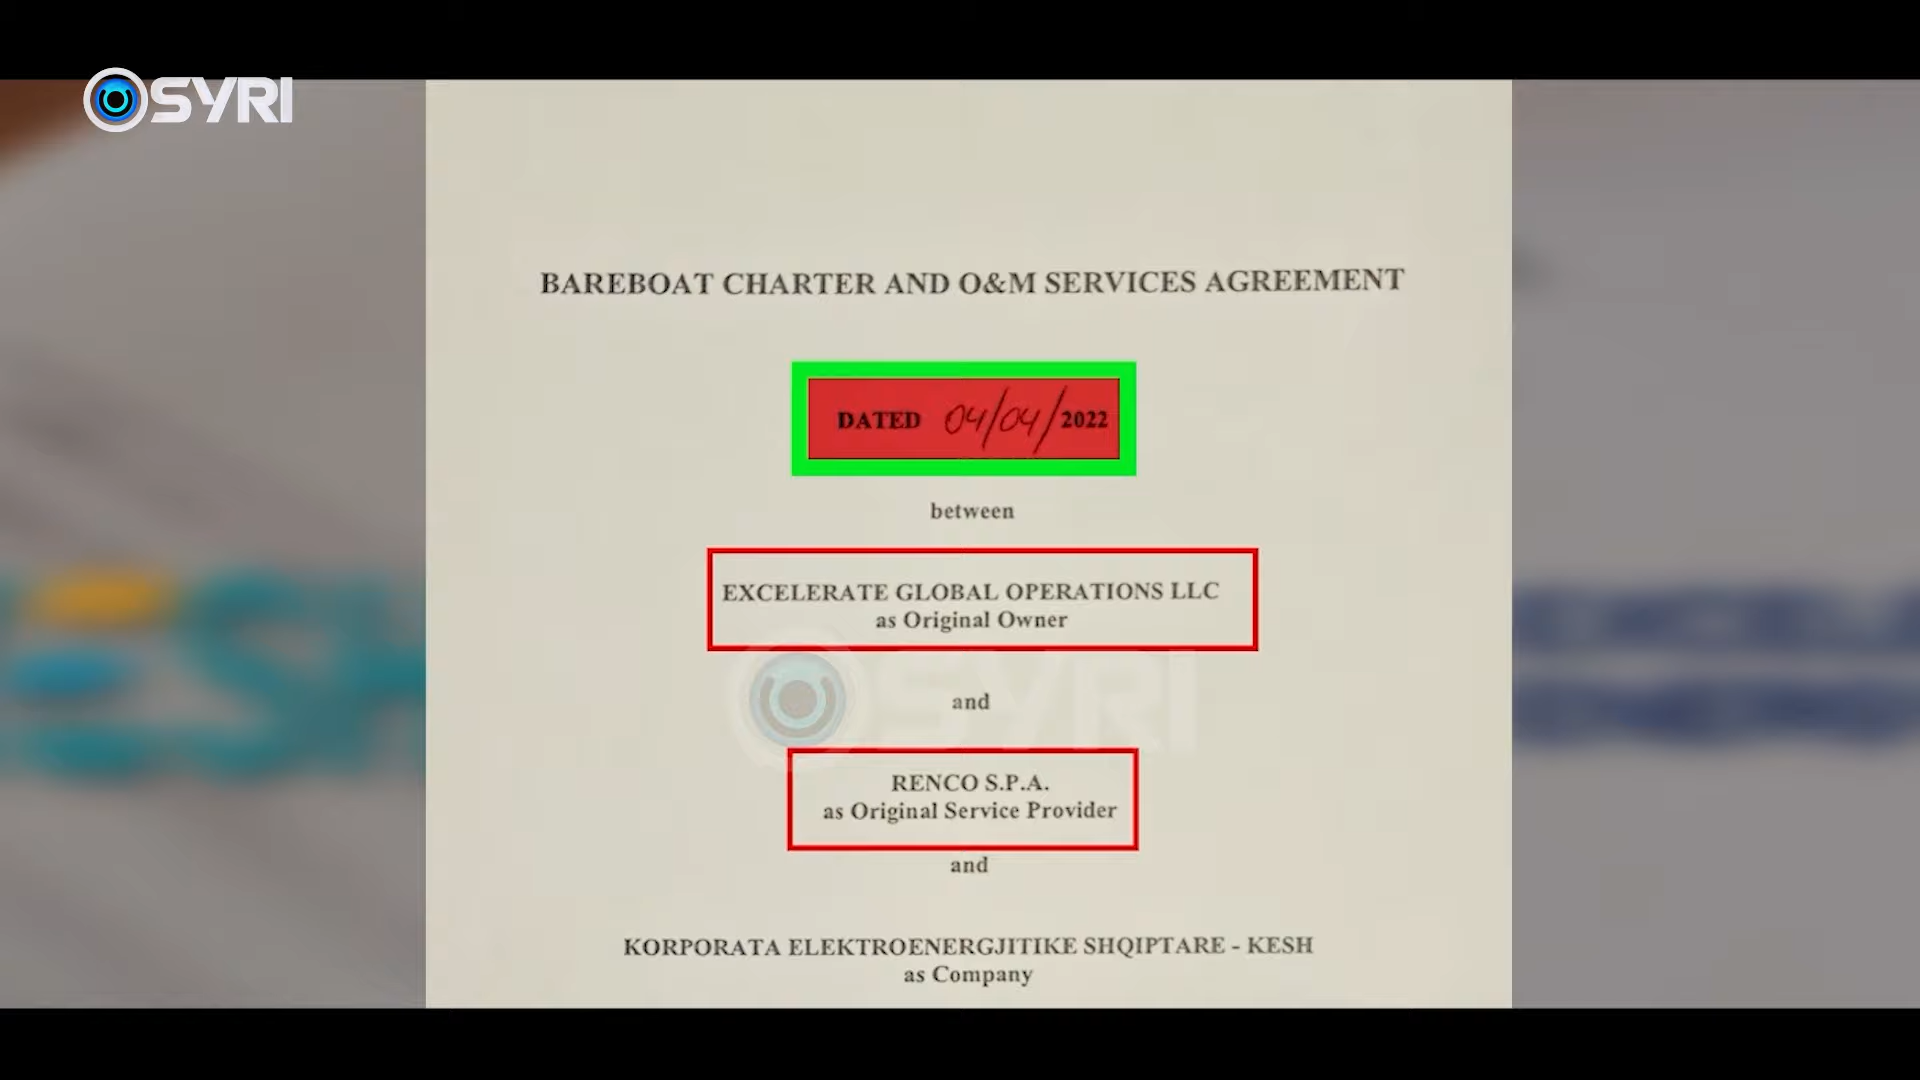 SYRI
BAREBOAT CHARTER AND O&M SERVICES AGREEMENT
DATED 04/04/2022
between
EXCELERATE GLOBAL OPERATIONS LLC
as Original Owner
SYRI
and
RENCO S.P.A.
as Original Service Provider
and
KORPORATA ELEKTROENERGJITIKE SHQIPTARE - KESH
as Company